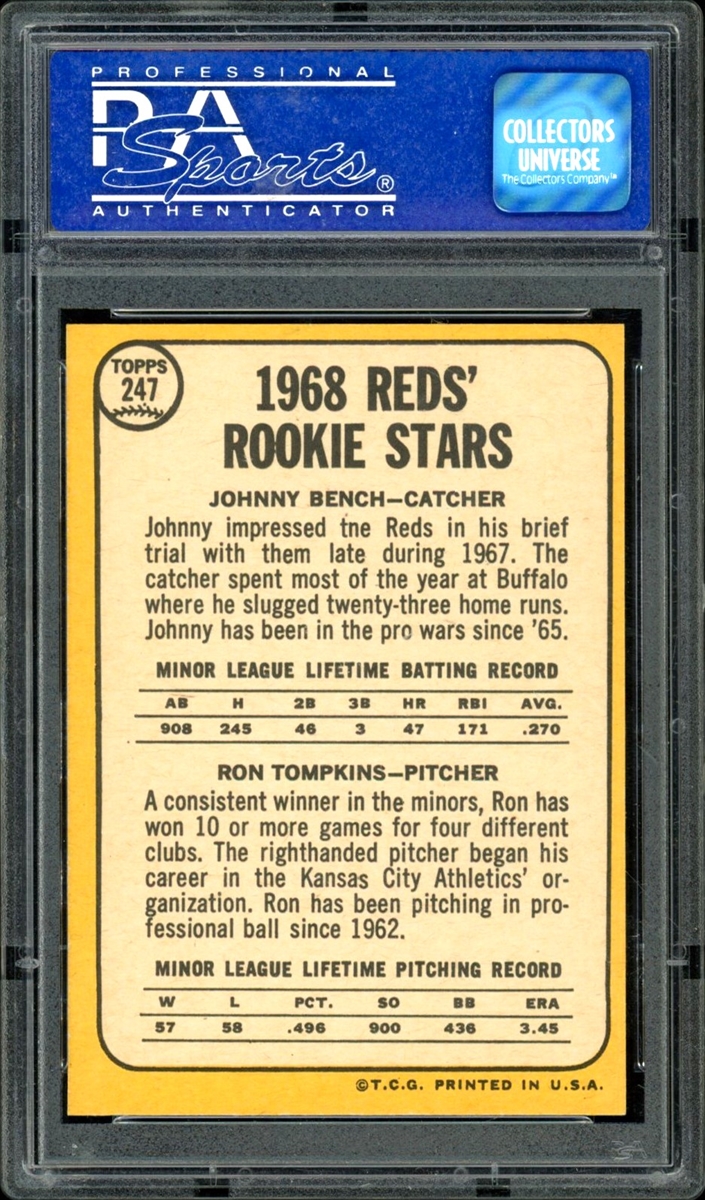 PROFESSIONAL
PSA
Sports®
AUTHENTICATOR
COLLECTORS
UNIVERSE
The Collectors Company™
TOPPS
247
1968 REDS'
ROOKIE STARS
JOHNNY BENCH—CATCHER
Johnny impressed tne Reds in his brief
trial with them late during 1967. The
catcher spent most of the year at Buffalo
where he slugged twenty-three home runs.
Johnny has been in the pro wars since '65.
MINOR LEAGUE LIFETIME BATTING RECORD
AB H 2B 3B HR RBI AVG.
908 245 46 3 47 171 .270
RON TOMPKINS—PITCHER
A consistent winner in the minors, Ron has
won 10 or more games for four different
clubs. The righthanded pitcher began his
career in the Kansas City Athletics' or-
ganization. Ron has been pitching in pro-
fessional ball since 1962.
MINOR LEAGUE LIFETIME PITCHING RECORD
W L PCT. SO BB ERA
57 58 .496 900 436 3.45
©T.C.G. PRINTED IN U.S.A.